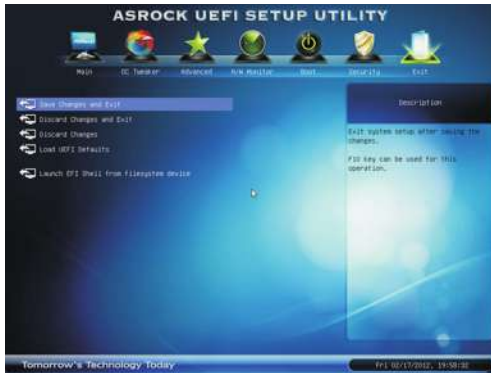 ASROCK UEFI SETUP UTILITY
Main OC Tweaker Advanced H/W Monitor Boot Security Exit
Save Changes and Exit
Discard Changes and Exit
Discard Changes
Load UEFI Defaults
Launch EFI Shell from filesystem device
Description
Exit system setup after saving the
changes.
F10 key can be used for this
operation.
Tomorrow's Technology Today
Fri 02/17/2012, 19:58:32